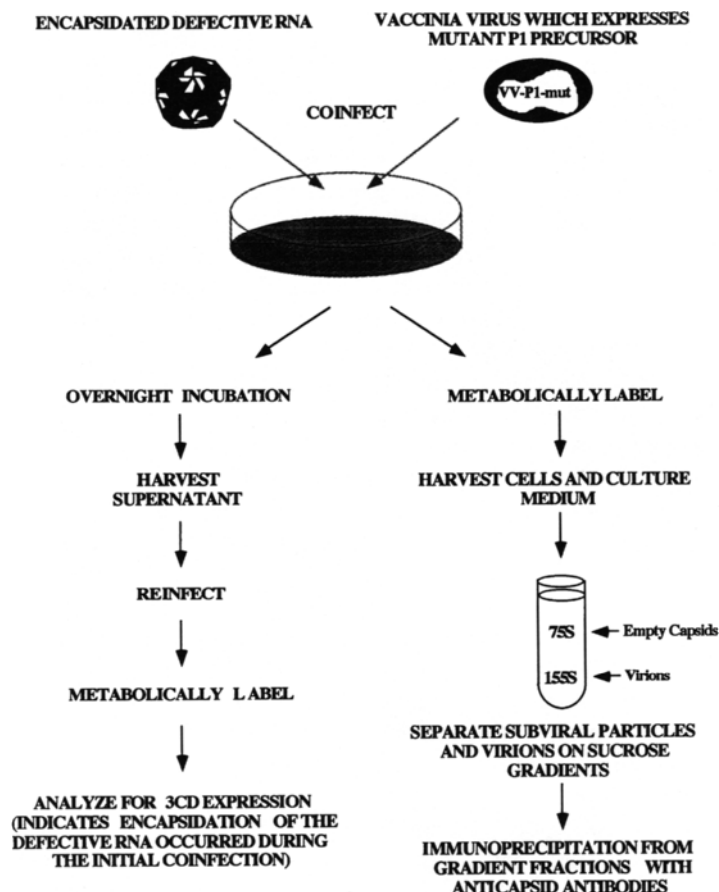 ENCAPSIDATED DEFECTIVE RNA
VACCINIA VIRUS WHICH EXPRESSES
MUTANT P1 PRECURSOR
VV-P1-mut
COINFECT
OVERNIGHT INCUBATION
HARVEST
SUPERNATANT
REINFECT
METABOLICALLY LABEL
ANALYZE FOR 3CD EXPRESSION
(INDICATES ENCAPSIDATION OF THE
DEFECTIVE RNA OCCURRED DURING
THE INITIAL COINFECTION)
METABOLICALLY LABEL
HARVEST CELLS AND CULTURE
MEDIUM
75S
Empty Capsids
155S
Virions
SEPARATE SUBVIRAL PARTICLES
AND VIRIONS ON SUCROSE
GRADIENTS
IMMUNOPRECIPITATION FROM
GRADIENT FRACTIONS WITH
ANTICAPSID ANTIBODIES